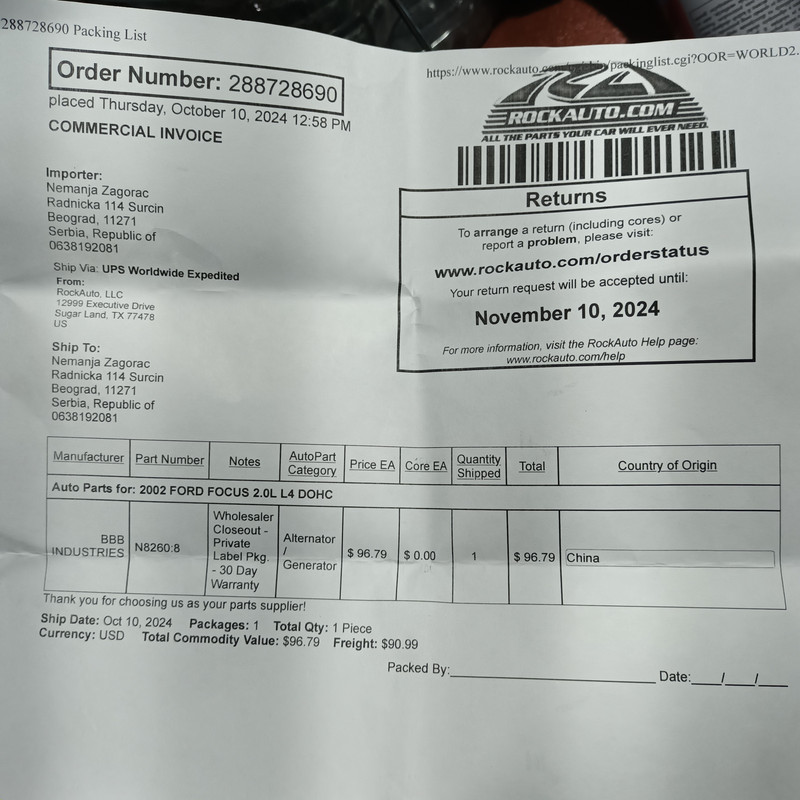 288728690 Packing List
https://www.rockauto.com/packinglist.cgi?OOR=WORLD2.
Order Number: 288728690
placed Thursday, October 10, 2024 12:58 PM
COMMERCIAL INVOICE
RA
ROCKAUTO.COM
ALL THE PARTS YOUR CAR WILL EVER NEED
Importer:
Nemanja Zagorac
Radnicka 114 Surcin
Beograd, 11271
Serbia, Republic of
0638192081
Returns
To arrange a return (including cores) or
report a problem, please visit:
www.rockauto.com/orderstatus
Your return request will be accepted until:
November 10, 2024
For more information, visit the RockAuto Help page:
www.rockauto.com/help
Ship Via: UPS Worldwide Expedited
From:
RockAuto, LLC
12999 Executive Drive
Sugar Land, TX 77478
US
Ship To:
Nemanja Zagorac
Radnicka 114 Surcin
Beograd, 11271
Serbia, Republic of
0638192081
Manufacturer Part Number Notes AutoPart Category Price EA Core EA Quantity Shipped Total Country of Origin
Auto Parts for: 2002 FORD FOCUS 2.0L L4 DOHC
BBB INDUSTRIES N8260:8 Wholesaler Closeout - Private Label Pkg. - 30 Day Warranty Alternator / Generator $ 96.79 $ 0.00 1 $ 96.79 China
Thank you for choosing us as your parts supplier!
Ship Date: Oct 10, 2024 Packages: 1 Total Qty: 1 Piece
Currency: USD Total Commodity Value: $96.79 Freight: $90.99
Packed By:____________________ Date:____/____/____